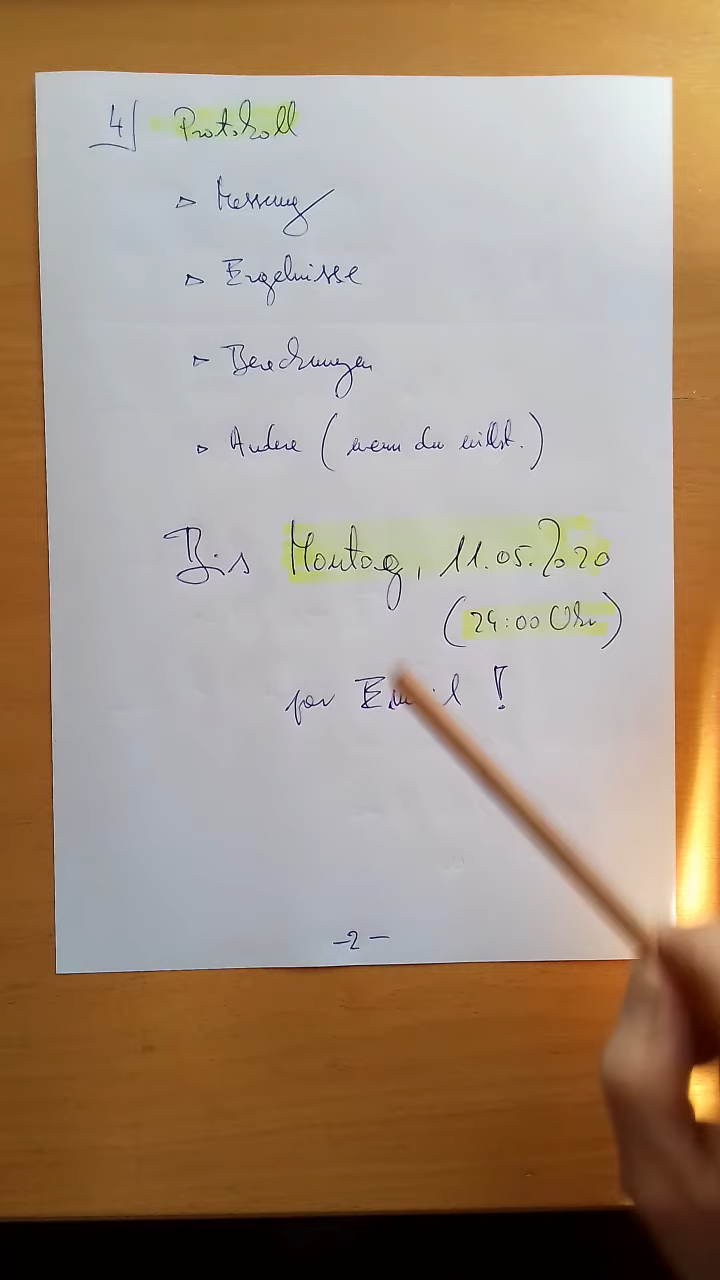 4) Protokoll
▷ Messung
▷ Ergebnisse
▷ Berechnungen
▷ Andere (wenn du willst.)
Bis Montag, 11.05.2020
(24:00 Uhr)
per Email !
-2-